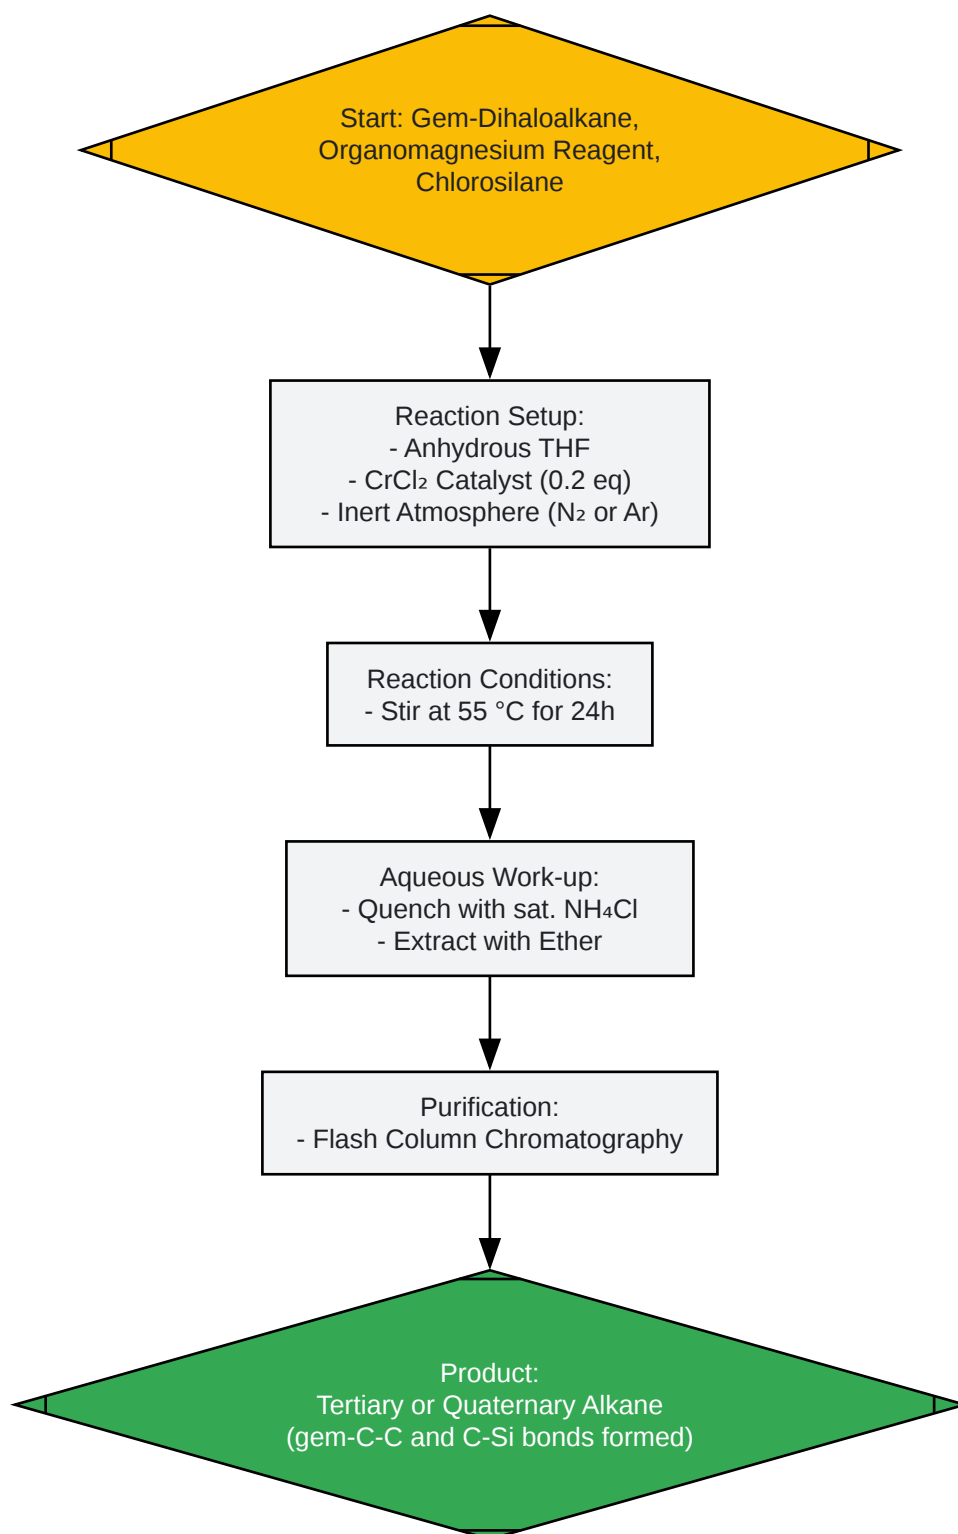 Start: Gem-Dihaloalkane,
Organomagnesium Reagent,
Chlorosilane
Reaction Setup:
- Anhydrous THF
- CrCl₂ Catalyst (0.2 eq)
- Inert Atmosphere (N₂ or Ar)
Reaction Conditions:
- Stir at 55 °C for 24h
Aqueous Work-up:
- Quench with sat. NH₄Cl
- Extract with Ether
Purification:
- Flash Column Chromatography
Product:
Tertiary or Quaternary Alkane
(gem-C-C and C-Si bonds formed)